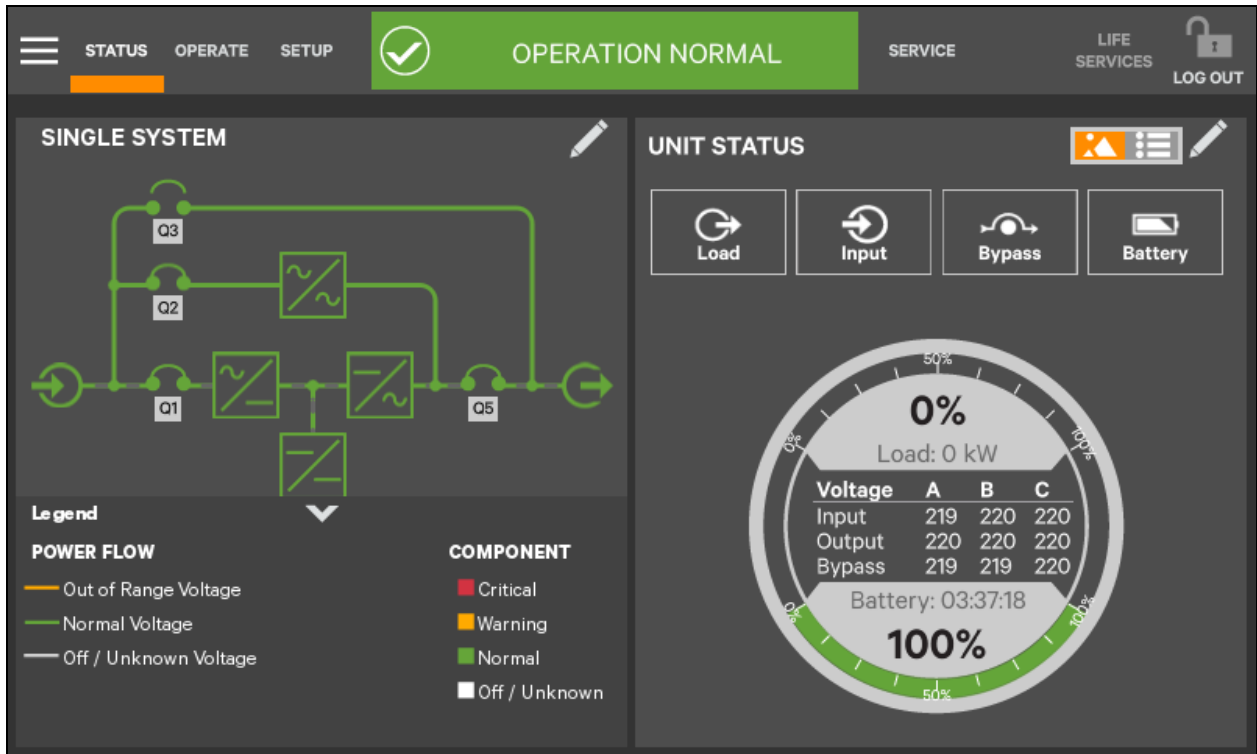 STATUS OPERATE SETUP OPERATION NORMAL SERVICE LIFE SERVICES LOG OUT
SINGLE SYSTEM
Q3
Q2
Q1
Q5
Legend
POWER FLOW
Out of Range Voltage
Normal Voltage
Off / Unknown Voltage
COMPONENT
Critical
Warning
Normal
Off / Unknown
UNIT STATUS
Load Input Bypass Battery
50%
0% 100%
0%
Load: 0 kW
Voltage A B C
Input 219 220 220
Output 220 220 220
Bypass 219 219 220
Battery: 03:37:18
100%
0% 100%
50%